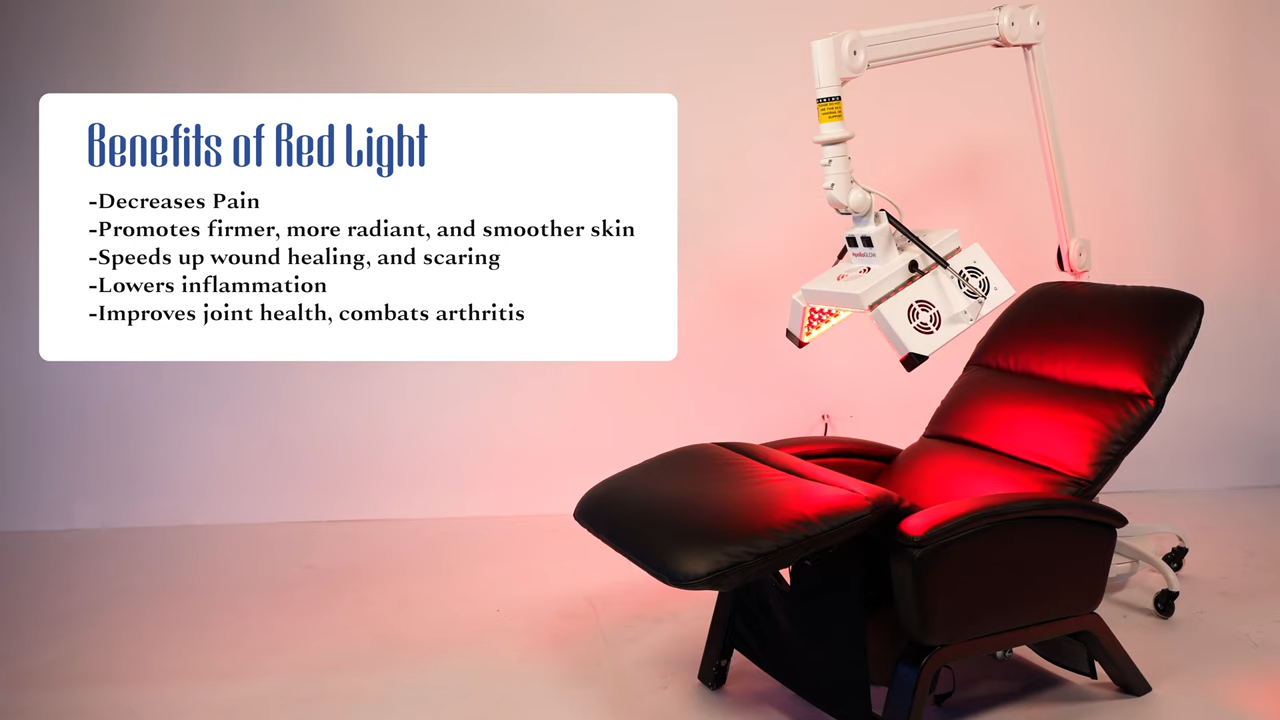 Benefits of Red Light
-Decreases Pain
-Promotes firmer, more radiant, and smoother skin
-Speeds up wound healing, and scaring
-Lowers inflammation
-Improves joint health, combats arthritis